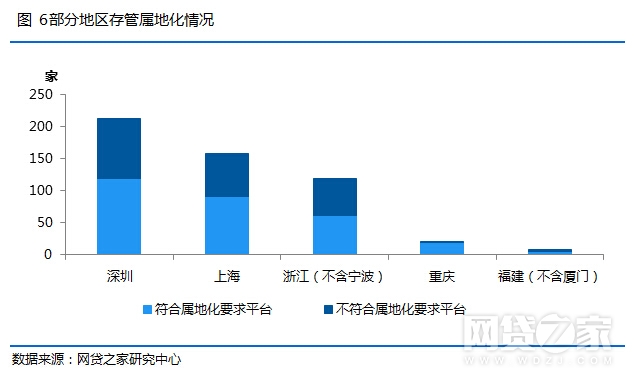 图 6部分地区存管属地化情况
家
250
200
150
100
50
0
深圳 上海 浙江（不含宁波） 重庆 福建（不含厦门）
符合属地化要求平台 不符合属地化要求平台
网贷之家
WWW.WDZJ.COM
数据来源：网贷之家研究中心